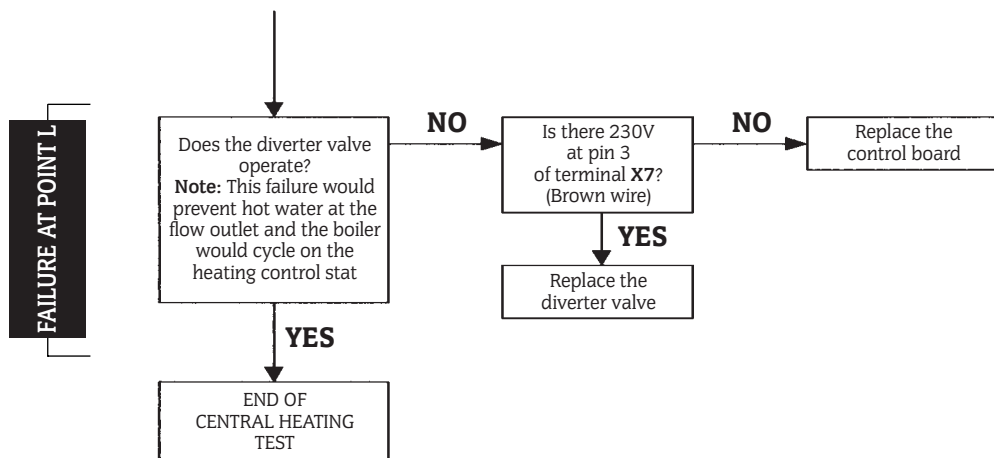 FAILURE AT POINT L
Does the diverter valve
operate?
Note: This failure would
prevent hot water at the
flow outlet and the boiler
would cycle on the
heating control stat
NO
Is there 230V
at pin 3
of terminal X7?
(Brown wire)
NO
Replace the
control board
YES
Replace the
diverter valve
YES
END OF
CENTRAL HEATING
TEST